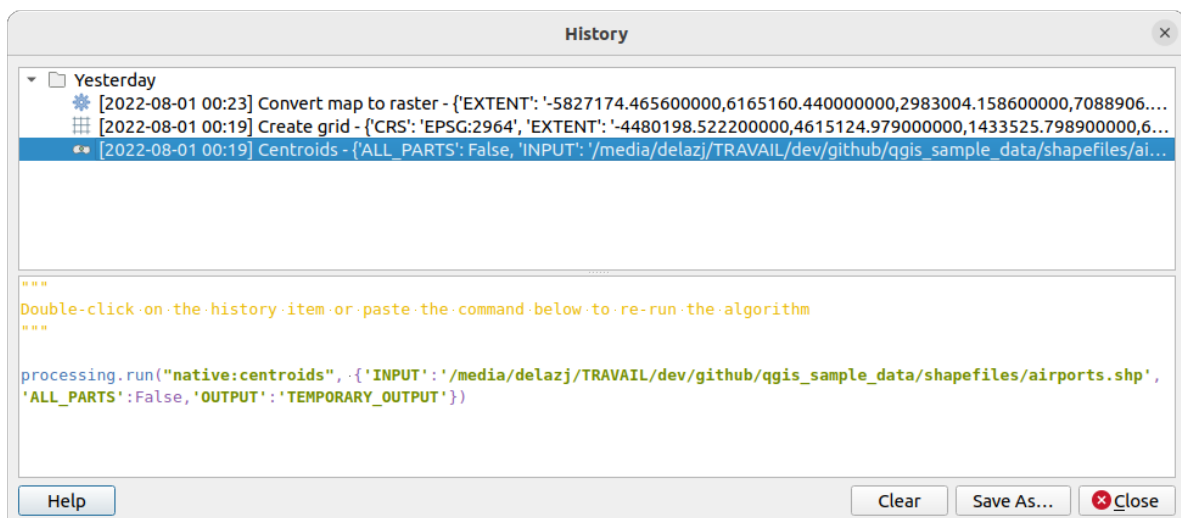 History
Yesterday
[2022-08-01 00:23] Convert map to raster - {'EXTENT': '-5827174.465600000,6165160.440000000,2983004.158600000,7088906....
[2022-08-01 00:19] Create grid - {'CRS': 'EPSG:2964', 'EXTENT': '-4480198.522200000,4615124.979000000,1433525.798900000,6...
[2022-08-01 00:19] Centroids - {'ALL_PARTS': False, 'INPUT': '/media/delazj/TRAVAIL/dev/github/qgis_sample_data/shapefiles/ai...
"""
Double-click·on·the·history·item·or·paste·the·command·below·to·re-run·the·algorithm
"""
processing.run("native:centroids",·{'INPUT':'/media/delazj/TRAVAIL/dev/github/qgis_sample_data/shapefiles/airports.shp',
'ALL_PARTS':False,'OUTPUT':'TEMPORARY_OUTPUT'})
Help
Clear
Save As...
Close